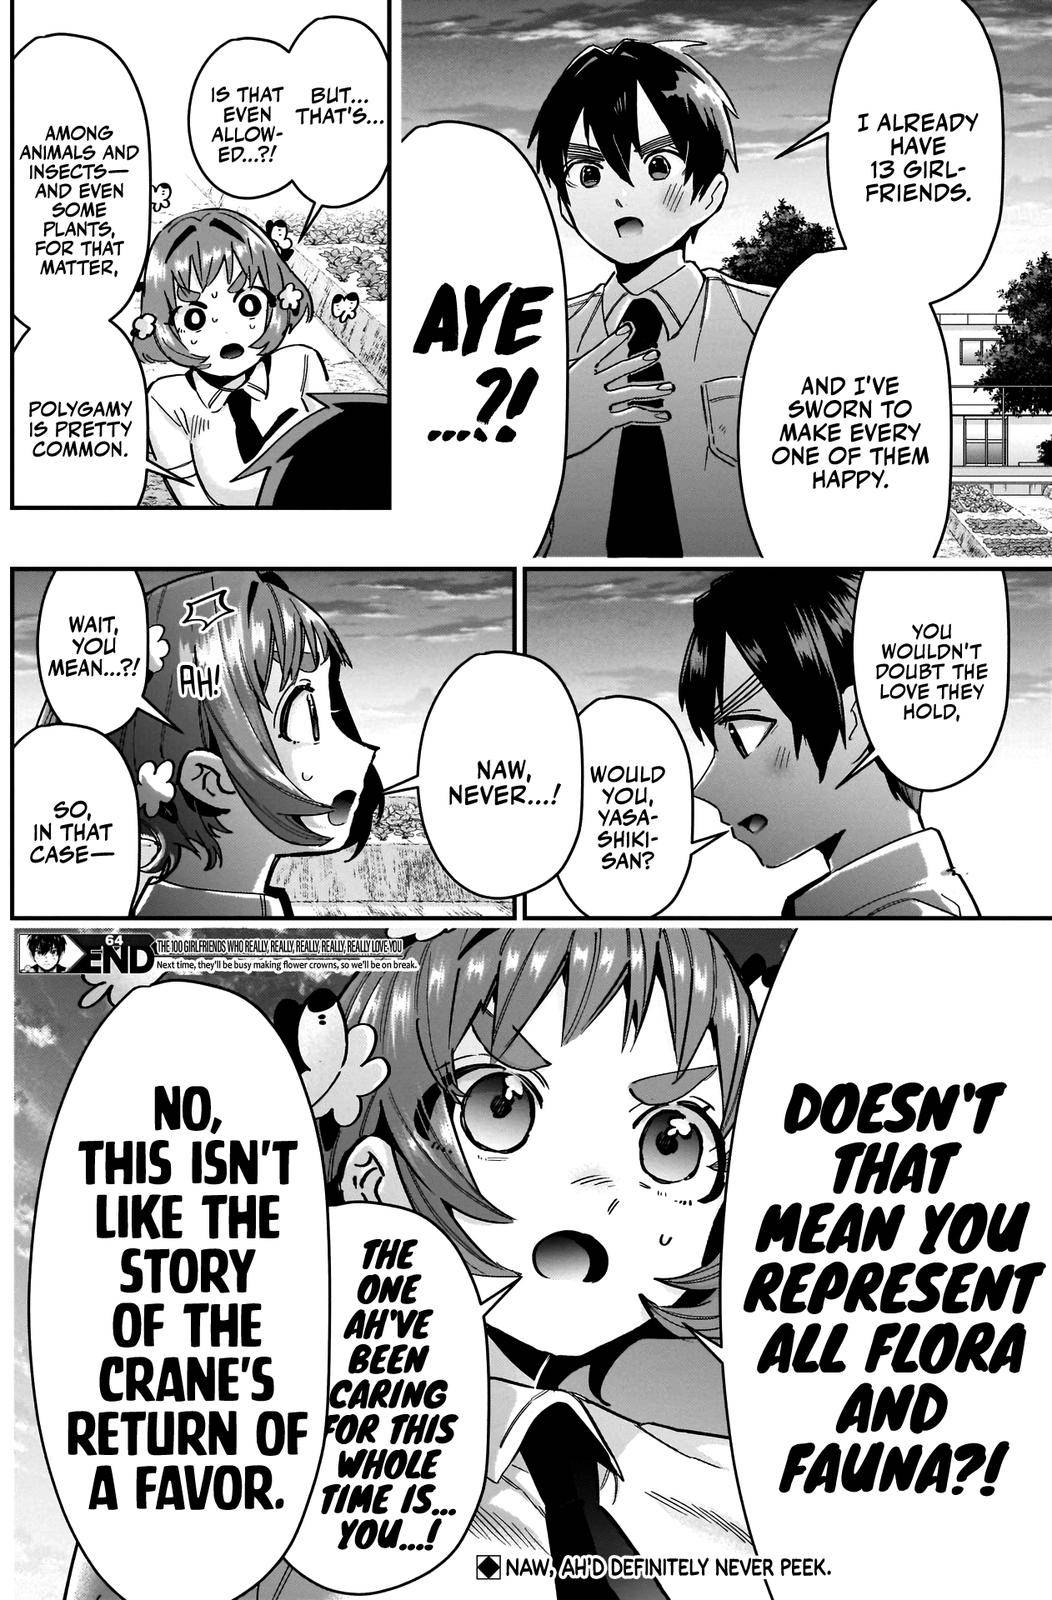 I ALREADY
HAVE
13 GIRL-
FRIENDS.
AND I'VE
SWORN TO
MAKE EVERY
ONE OF THEM
HAPPY.
AYE
...?!
BUT...
THAT'S...
IS THAT
EVEN
ALLOW-
ED...?!
AMONG
ANIMALS AND
INSECTS—
AND EVEN
SOME
PLANTS,
FOR THAT
MATTER,
POLYGAMY
IS PRETTY
COMMON.
YOU
WOULDN'T
DOUBT THE
LOVE THEY
HOLD,
WOULD
YOU,
YASA-
SHIKI-
SAN?
NAW,
NEVER...!
AH!
WAIT,
YOU
MEAN...?!
SO,
IN THAT
CASE—
DOESN'T
THAT
MEAN YOU
REPRESENT
ALL FLORA
AND
FAUNA?!
THE
ONE
AH'VE
BEEN
CARING
FOR THIS
WHOLE
TIME IS...
YOU...!
NO,
THIS ISN'T
LIKE THE
STORY
OF THE
CRANE'S
RETURN OF
A FAVOR.
64
END
THE 100 GIRLFRIENDS WHO REALLY, REALLY, REALLY, REALLY, REALLY LOVE YOU
Next time, they'll be busy making flower crowns, so we'll be on break.
NAW, AH'D DEFINITELY NEVER PEEK.